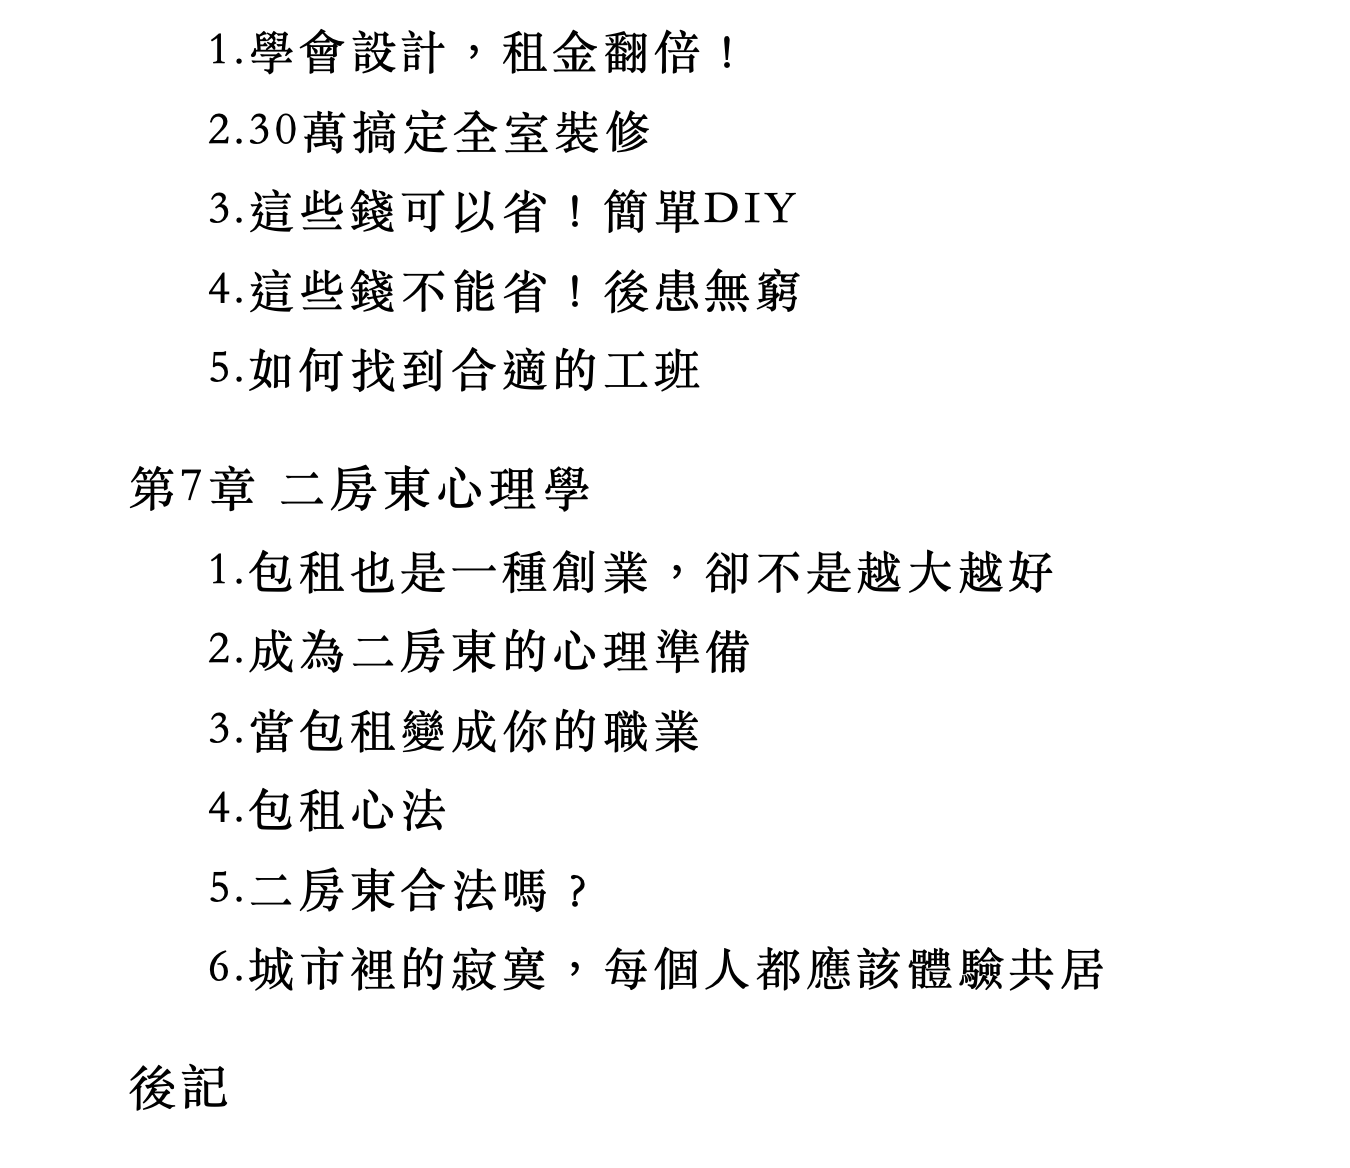 1.學會設計，租金翻倍！
2.30萬搞定全室裝修
3.這些錢可以省！簡單DIY
4.這些錢不能省！後患無窮
5.如何找到合適的工班
第7章 二房東心理學
1.包租也是一種創業，卻不是越大越好
2.成為二房東的心理準備
3.當包租變成你的職業
4.包租心法
5.二房東合法嗎？
6.城市裡的寂寞，每個人都應該體驗共居
後記